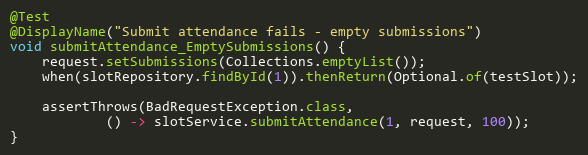 @Test
@DisplayName("Submit attendance fails - empty submissions")
void submitAttendance_EmptySubmissions() {
    request.setSubmissions(Collections.emptyList());
    when(slotRepository.findById(1)).thenReturn(Optional.of(testSlot));

    assertThrows(BadRequestException.class,
            () -> slotService.submitAttendance(1, request, 100));
}